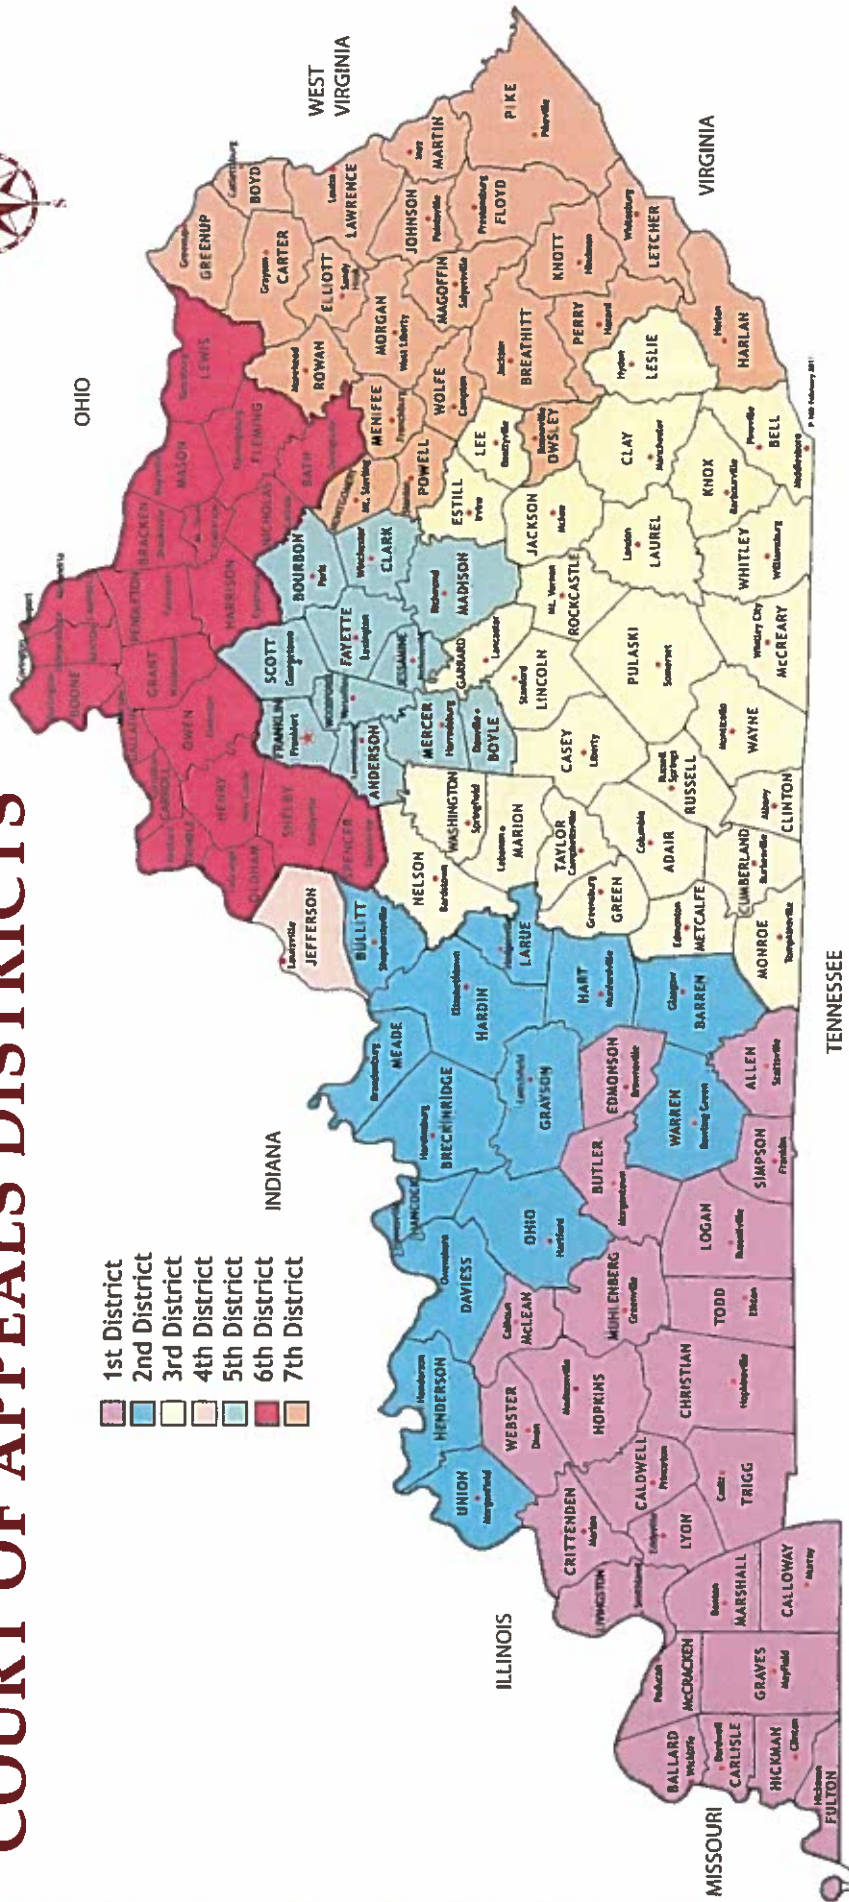 COURT OF APPEALS DISTRICTS
1st District
2nd District
3rd District
4th District
5th District
6th District
7th District
OHIO
WEST
VIRGINIA
VIRGINIA
INDIANA
ILLINOIS
MISSOURI
TENNESSEE
S
BALLARD
Wickliffe
CARLISLE
Bardwell
HICKMAN
Clinton
FULTON
Hickman
McCRACKEN
Paducah
GRAVES
Mayfield
MARSHALL
Benton
CALLOWAY
Murray
LIVINGSTON
Smithland
CRITTENDEN
Marion
LYON
Eddyville
CALDWELL
Princeton
TRIGG
Cadiz
UNION
Morganfield
HENDERSON
Henderson
WEBSTER
Dixon
HOPKINS
Madisonville
CHRISTIAN
Hopkinsville
DAVIESS
Owensboro
McLEAN
Calhoun
MUHLENBERG
Greenville
TODD
Elkton
HANCOCK
OHIO
Hartford
BUTLER
Morgantown
LOGAN
Russellville
SIMPSON
Franklin
BRECKINRIDGE
Hardinsburg
MEADE
Brandenburg
GRAYSON
Leitchfield
EDMONSON
Brownsville
WARREN
Bowling Green
ALLEN
Scottsville
HARDIN
Elizabethtown
LARUE
Hodgenville
HART
Munfordville
BARREN
Glasgow
BULLITT
Shepherdsville
JEFFERSON
Louisville
NELSON
Bardstown
WASHINGTON
Springfield
MARION
Lebanon
TAYLOR
Campbellsville
GREEN
Greensburg
METCALFE
Edmonton
MONROE
Tompkinsville
ADAIR
Columbia
CUMBERLAND
Burkesville
CLINTON
Albany
RUSSELL
Russell
Springs
CASEY
Liberty
WAYNE
Monticello
PULASKI
Somerset
LINCOLN
Stanford
GARRARD
Lancaster
ROCKCASTLE
Mt. Vernon
McCREARY
Whitley City
WHITLEY
Williamsburg
LAUREL
London
KNOX
Barbourville
BELL
Pineville
Middlesboro
CLAY
Manchester
JACKSON
McKee
ESTILL
Irvine
LEE
Beattyville
LESLIE
Hyden
OLDHAM
HENRY
SHELBY
SPENCER
CARROLL
OWEN
GRANT
BOONE
PENDLETON
BRACKEN
HARRISON
NICHOLAS
MASON
FLEMING
BATH
LEWIS
FRANKLIN
Frankfort
SCOTT
Georgetown
BOURBON
Paris
WOODFORD
FAYETTE
Lexington
CLARK
Winchester
ANDERSON
JESSAMINE
MADISON
Richmond
MERCER
Harrodsburg
BOYLE
Danville
GREENUP
Greenup
BOYD
Catlettsburg
CARTER
Grayson
ELLIOTT
Sandy
Hook
LAWRENCE
Louisa
ROWAN
Morehead
MORGAN
West Liberty
MENIFEE
Frenchburg
MONTGOMERY
Mt. Sterling
POWELL
WOLFE
Campton
MAGOFFIN
Salyersville
JOHNSON
Paintsville
MARTIN
Inez
FLOYD
Prestonsburg
PIKE
Pikeville
BREATHITT
Jackson
OWSLEY
Booneville
KNOTT
Hindman
PERRY
Hazard
LETCHER
Whitesburg
HARLAN
Harlan